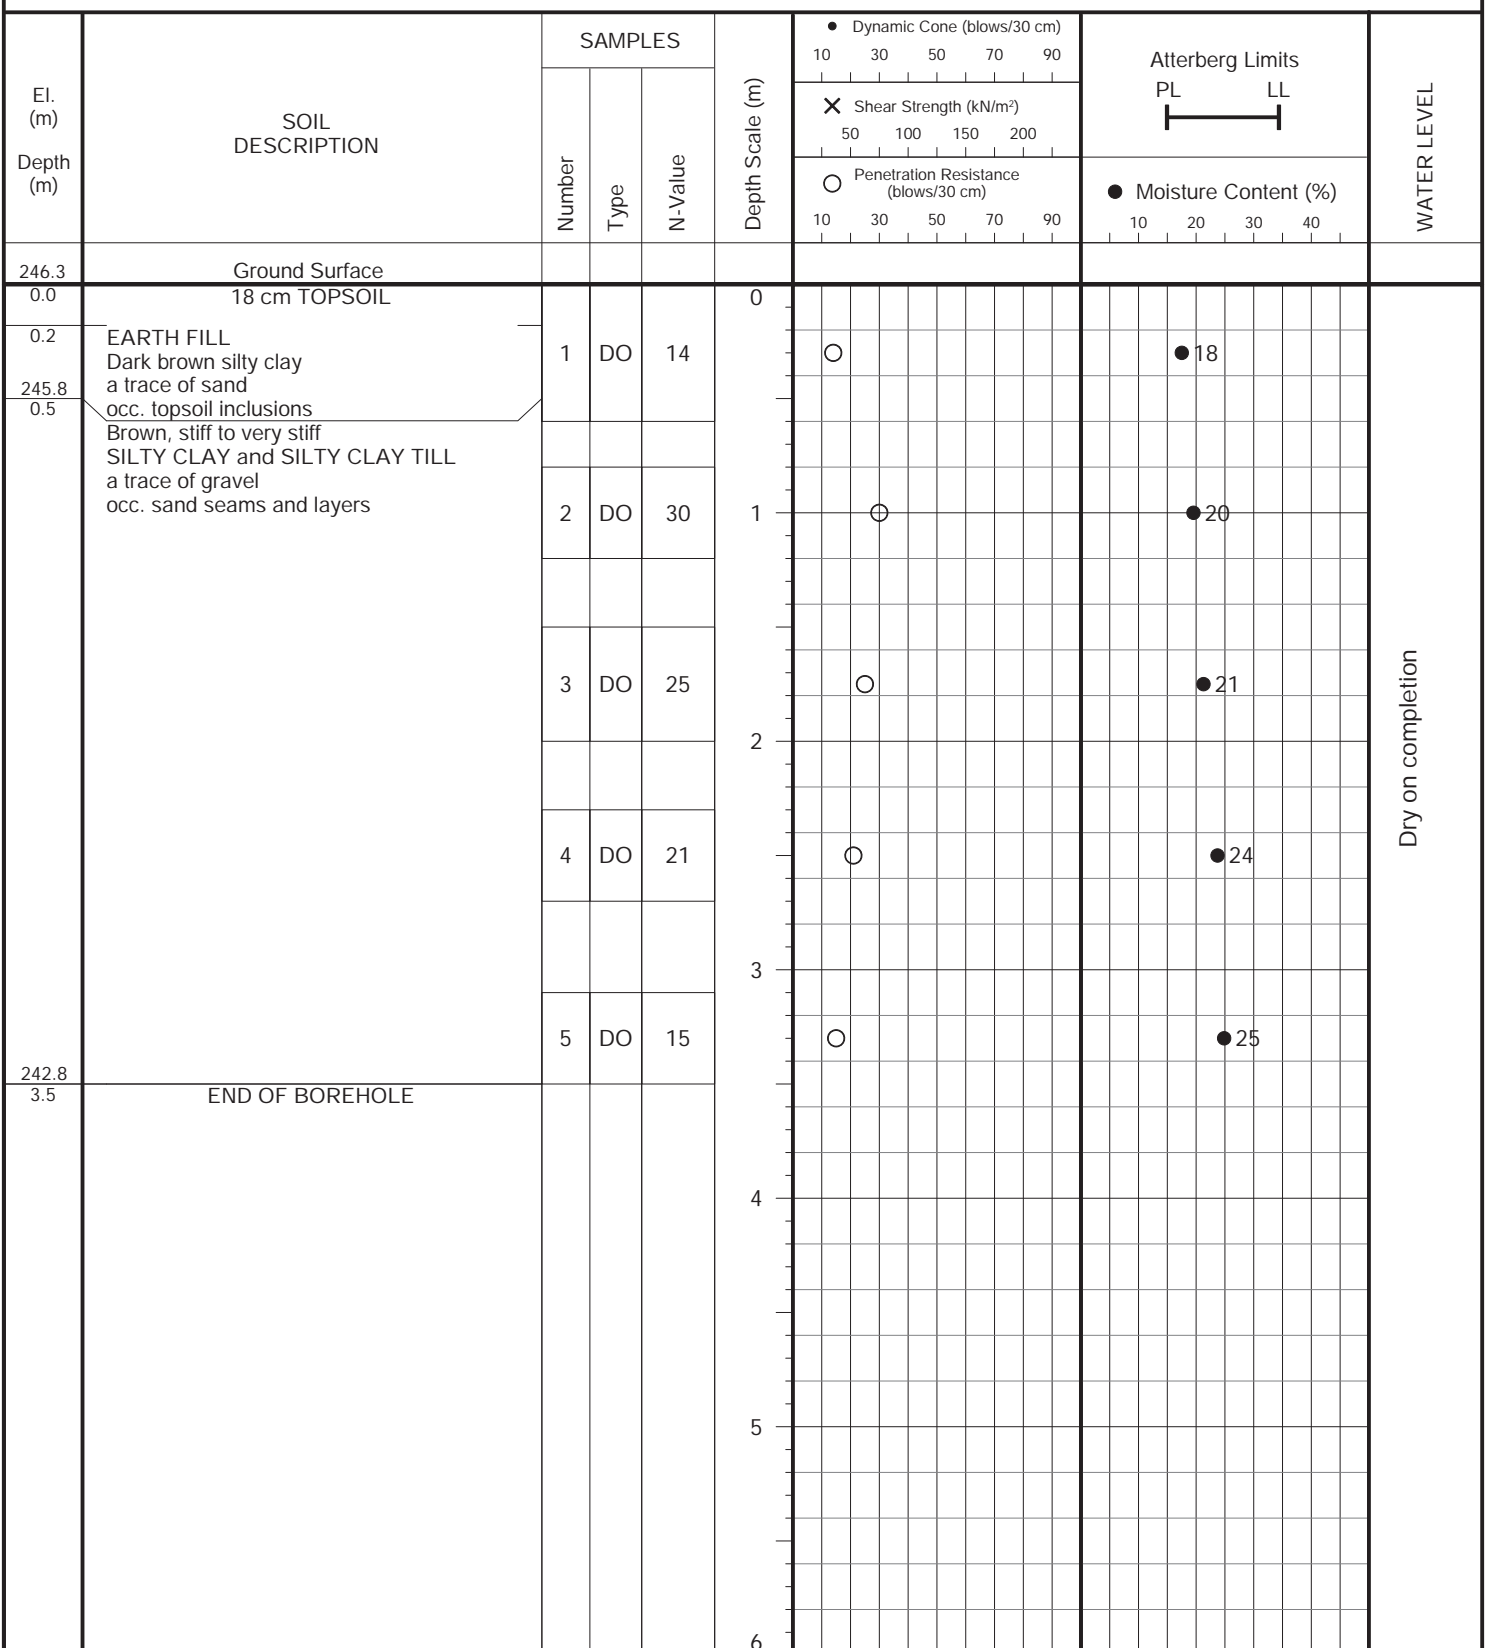 El.
(m)
Depth
(m)
SOIL
DESCRIPTION
SAMPLES
Number
Type
N-Value
Depth Scale (m)
Dynamic Cone (blows/30 cm)
10 30 50 70 90
Shear Strength (kN/m²)
50 100 150 200
Penetration Resistance
(blows/30 cm)
10 30 50 70 90
Atterberg Limits
PL LL
Moisture Content (%)
10 20 30 40
WATER LEVEL
246.3 Ground Surface
0.0 18 cm TOPSOIL 0
0.2 EARTH FILL
Dark brown silty clay 1 DO 14 18
245.8 a trace of sand
0.5 occ. topsoil inclusions
Brown, stiff to very stiff
SILTY CLAY and SILTY CLAY TILL
a trace of gravel
occ. sand seams and layers
2 DO 30 1 20
3 DO 25 21
2
Dry on completion
4 DO 21 24
3
5 DO 15 25
242.8
3.5 END OF BOREHOLE
4
5
6